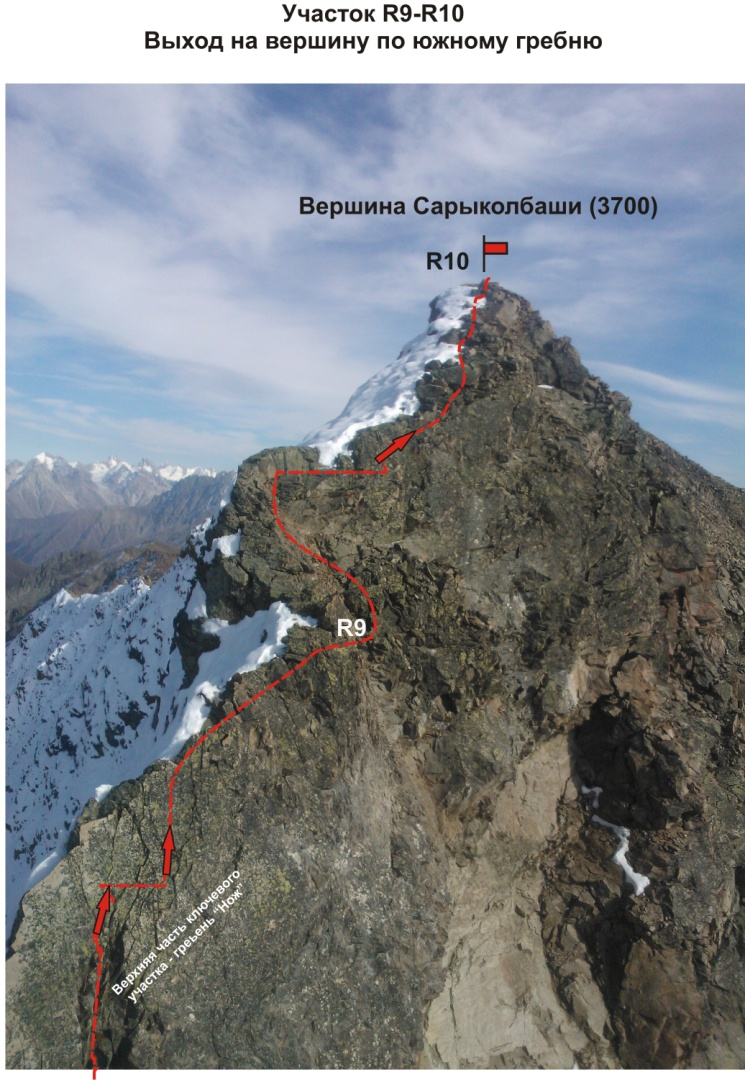 Участок R9-R10
Выход на вершину по южному гребню
Вершина Сарыколбаши (3700)
R10
R9
Верхняя часть ключевого
участка - греьень "Нож"